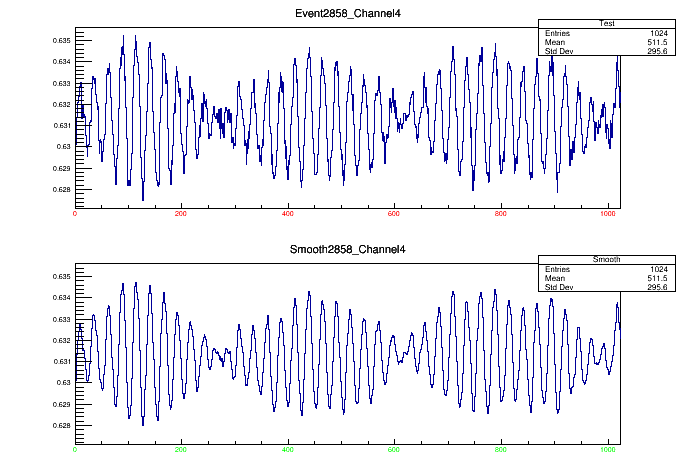 Event2858_Channel4
Test
Entries 1024
Mean 511.5
Std Dev 295.6
0.635
0.634
0.633
0.632
0.631
0.63
0.629
0.628
0 200 400 600 800 1000
Smooth2858_Channel4
Smooth
Entries 1024
Mean 511.5
Std Dev 295.6
0.635
0.634
0.633
0.632
0.631
0.63
0.629
0.628
0 200 400 600 800 1000